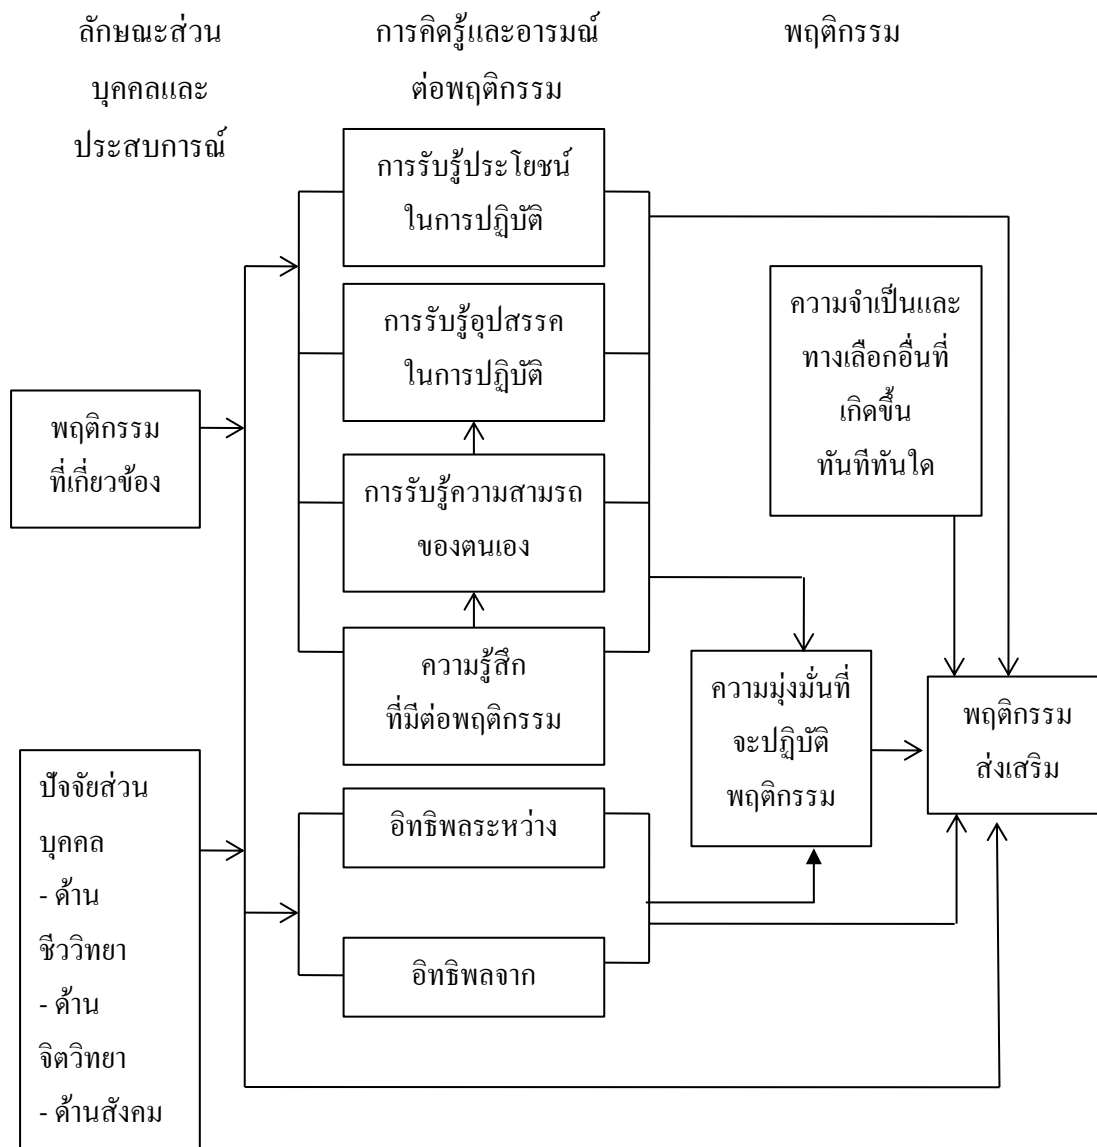 ลักษณะส่วน
บุคคลและ
ประสบการณ์
การคิดรู้และอารมณ์
ต่อพฤติกรรม
พฤติกรรม
การรับรู้ประโยชน์
ในการปฏิบัติ
การรับรู้อุปสรรค
ในการปฏิบัติ
การรับรู้ความสามรถ
ของตนเอง
ความรู้สึก
ที่มีต่อพฤติกรรม
อิทธิพลระหว่าง
อิทธิพลจาก
พฤติกรรม
ที่เกี่ยวข้อง
ปัจจัยส่วน
บุคคล
- ด้าน
ชีววิทยา
- ด้าน
จิตวิทยา
- ด้านสังคม
ความจำเป็นและ
ทางเลือกอื่นที่
เกิดขึ้น
ทันทีทันใด
ความมุ่งมั่นที่
จะปฏิบัติ
พฤติกรรม
พฤติกรรม
ส่งเสริม